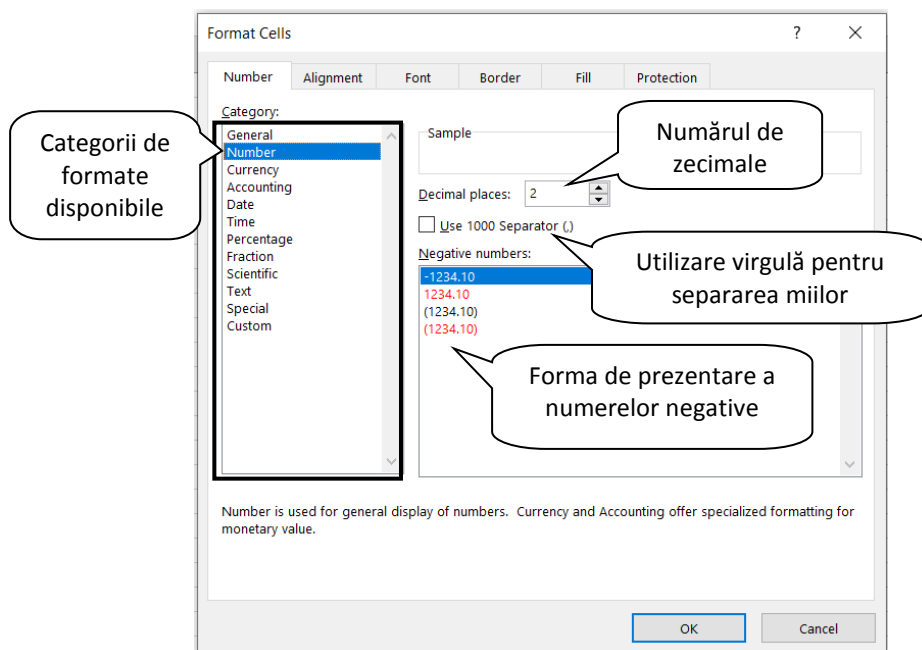 Format Cells
?
Number
Alignment
Font
Border
Fill
Protection
Category:
General
Number
Currency
Accounting
Date
Time
Percentage
Fraction
Scientific
Text
Special
Custom
Categorii de
formate
disponibile
Sample
Numărul de
zecimale
Decimal places: 2
Use 1000 Separator (,)
Utilizare virgulă pentru
separarea miilor
Negative numbers:
-1234.10
1234.10
(1234.10)
(1234.10)
Forma de prezentare a
numerelor negative
Number is used for general display of numbers. Currency and Accounting offer specialized formatting for
monetary value.
OK
Cancel